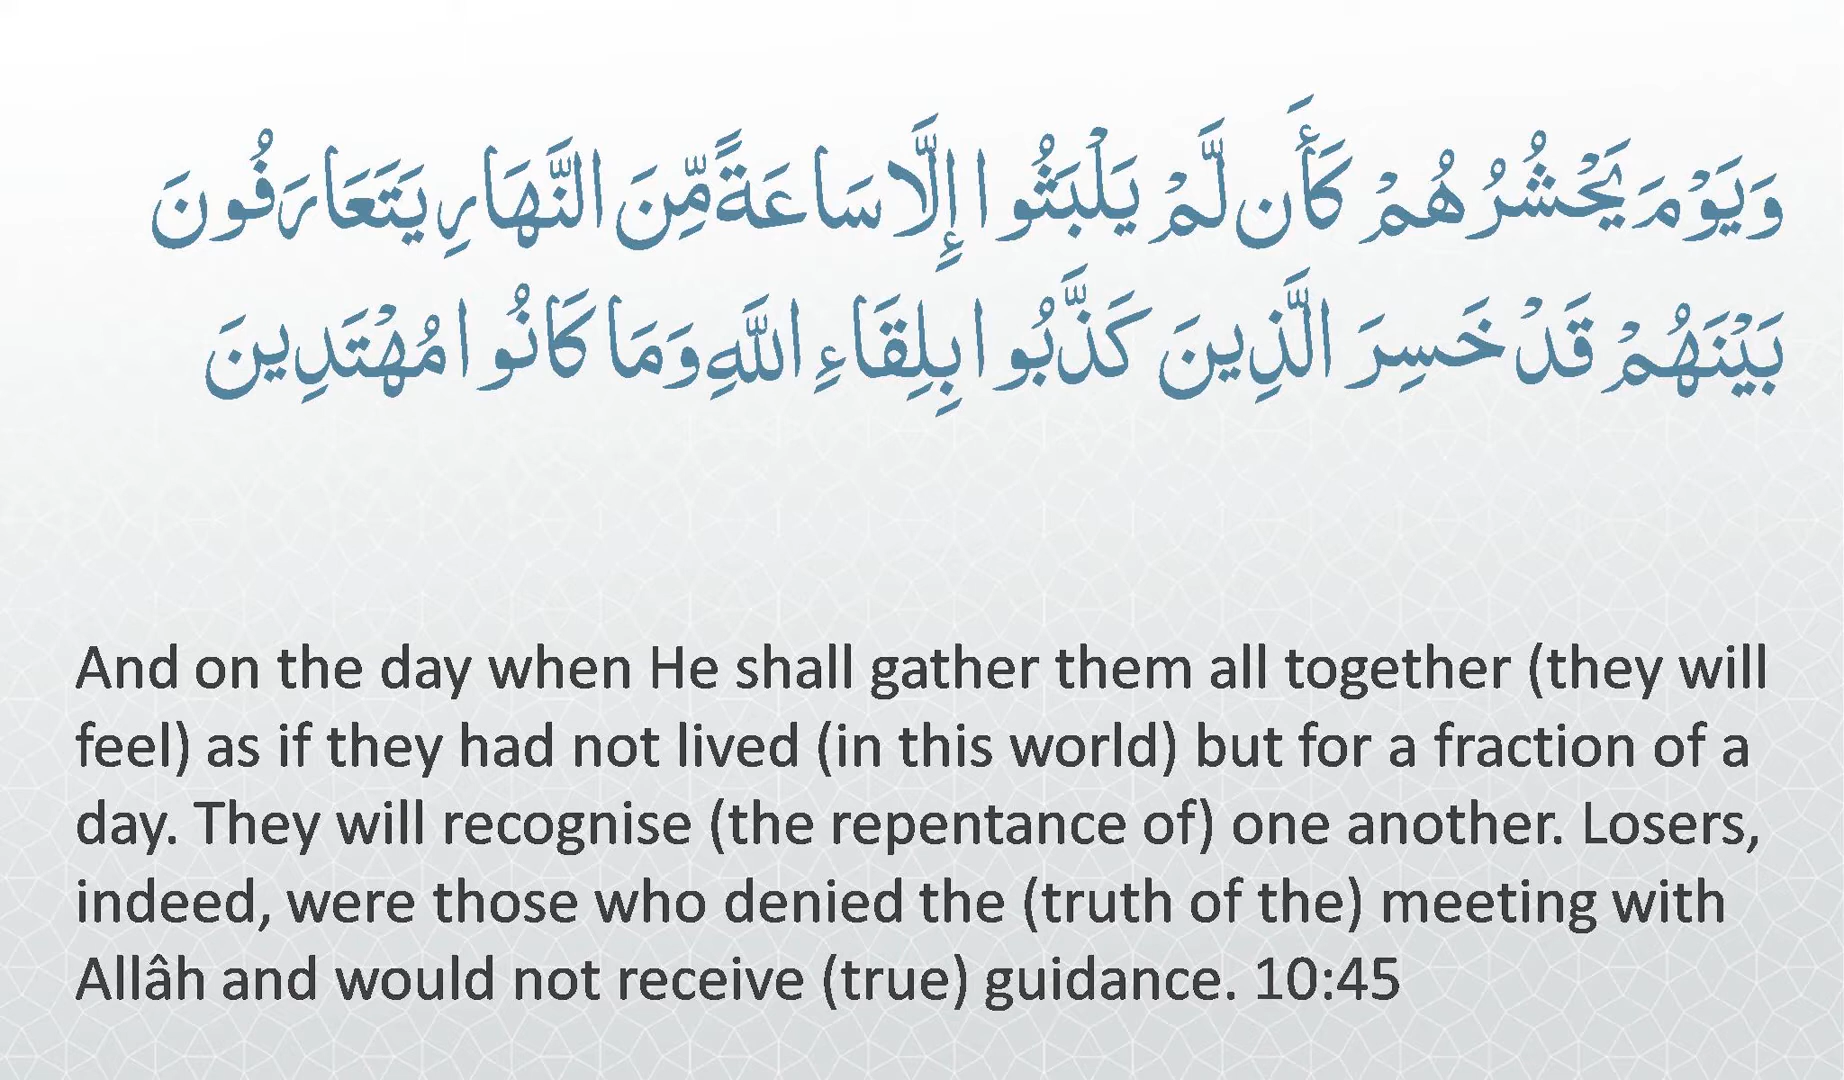 وَيَوْمَ يَحْشُرُهُمْ كَأَن لَّمْ يَلْبَثُوا إِلَّا سَاعَةً مِّنَ النَّهَارِ يَتَعَارَفُونَ
بَيْنَهُمْ قَدْ خَسِرَ الَّذِينَ كَذَّبُوا بِلِقَاءِ اللَّهِ وَمَا كَانُوا مُهْتَدِينَ
And on the day when He shall gather them all together (they will
feel) as if they had not lived (in this world) but for a fraction of a
day. They will recognise (the repentance of) one another. Losers,
indeed, were those who denied the (truth of the) meeting with
Allâh and would not receive (true) guidance. 10:45